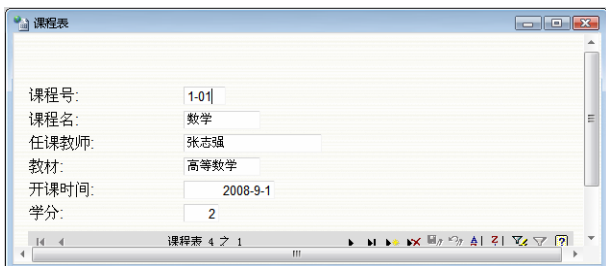 课程表
课程号: 1-01
课程名: 数学
任课教师: 张志强
教材: 高等数学
开课时间: 2008-9-1
学分: 2
课程表 4 之 1